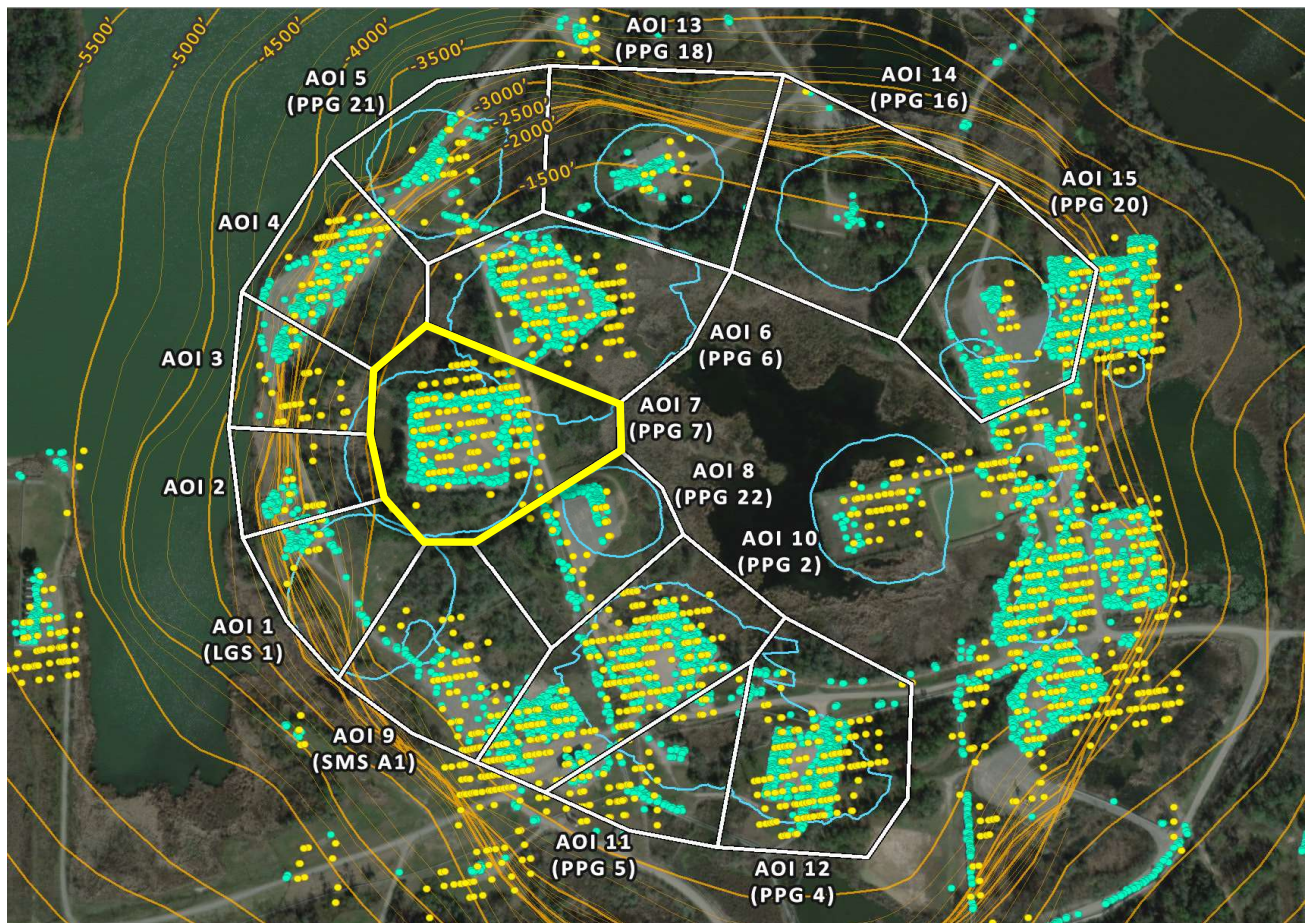 -5500'
-5000'
-4500'
-4000'
-3500'
-3000'
-2500'
-2000'
-1500'
AOI 13
(PPG 18)
AOI 14
(PPG 16)
AOI 5
(PPG 21)
AOI 15
(PPG 20)
AOI 4
AOI 3
AOI 6
(PPG 6)
AOI 7
(PPG 7)
AOI 2
AOI 8
(PPG 22)
AOI 10
(PPG 2)
AOI 1
(LGS 1)
AOI 9
(SMS A1)
AOI 11
(PPG 5)
AOI 12
(PPG 4)